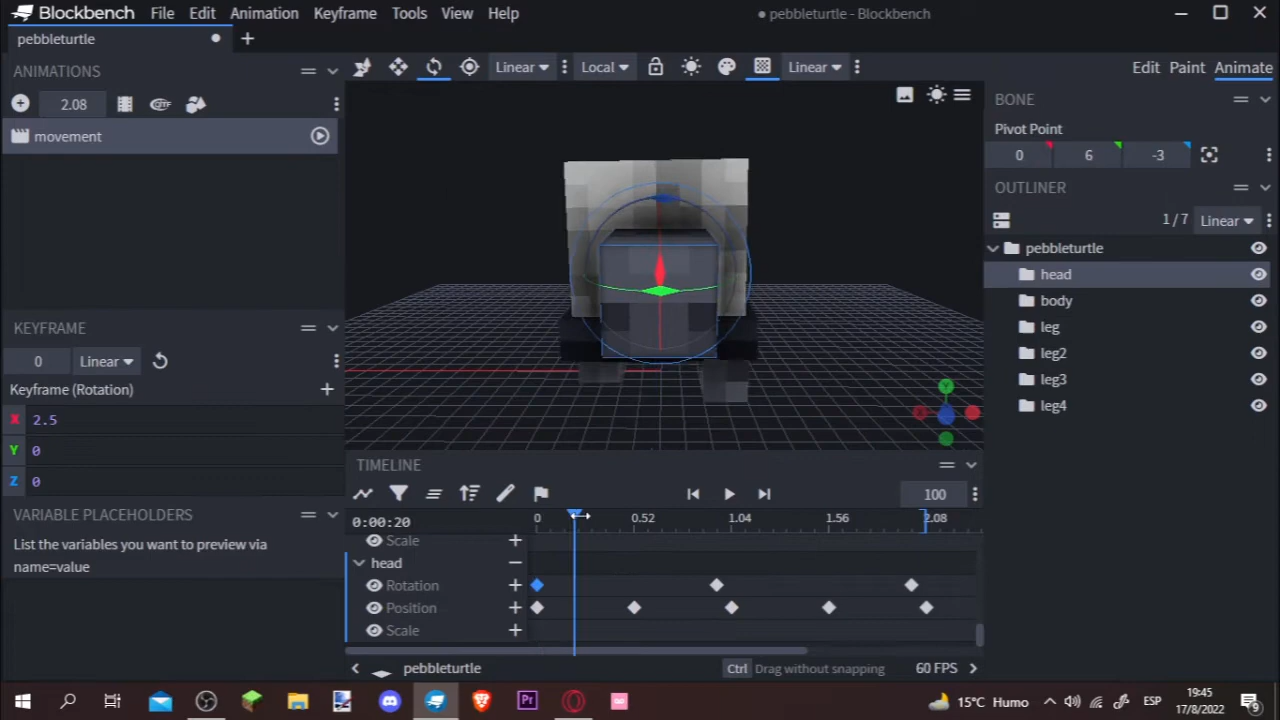 Blockbench File Edit Animation Keyframe Tools View Help pebbleturtle - Blockbench
pebbleturtle
ANIMATIONS
2.08
movement
Linear Local Linear
Edit Paint Animate
BONE
Pivot Point
0 6 -3
OUTLINER
1/7 Linear
pebbleturtle
head
body
leg
leg2
leg3
leg4
KEYFRAME
0 Linear
Keyframe (Rotation)
X 2.5
Y 0
Z 0
VARIABLE PLACEHOLDERS
List the variables you want to preview via
name=value
Y
TIMELINE
100
0:00:20 0 0.52 1.04 1.56 2.08
Scale
head
Rotation
Position
Scale
pebbleturtle Ctrl Drag without snapping 60 FPS
Pr 15°C Humo ESP 19:45
17/8/2022 9